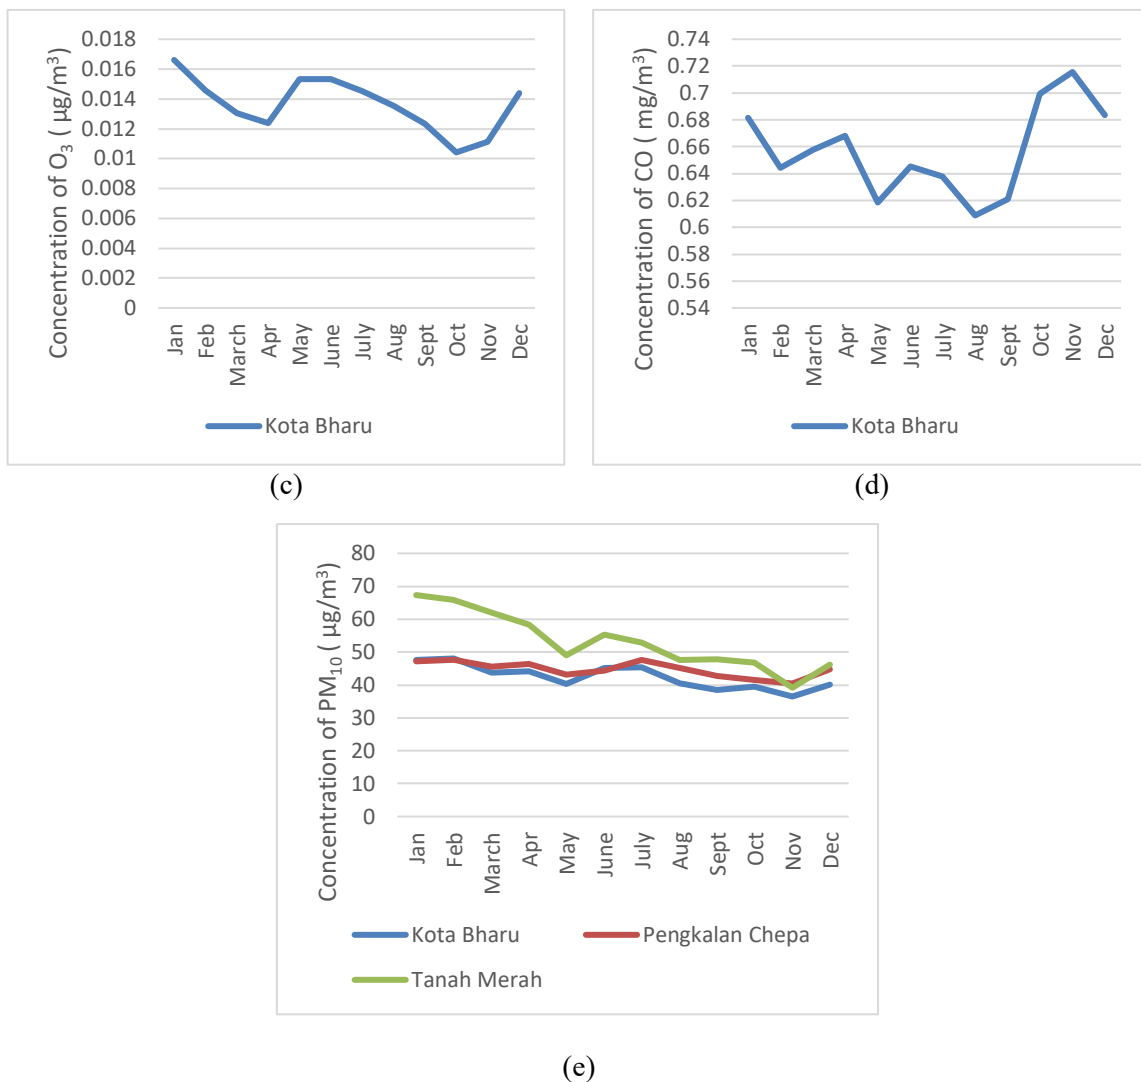 Concentration of O3 ( µg/m3)
0.018
0.016
0.014
0.012
0.01
0.008
0.006
0.004
0.002
0
Jan
Feb
March
Apr
May
June
July
Aug
Sept
Oct
Nov
Dec
Kota Bharu
(c)
Concentration of CO ( mg/m3)
0.74
0.72
0.7
0.68
0.66
0.64
0.62
0.6
0.58
0.56
0.54
Jan
Feb
March
Apr
May
June
July
Aug
Sept
Oct
Nov
Dec
Kota Bharu
(d)
Concentration of PM10 ( µg/m3)
80
70
60
50
40
30
20
10
0
Jan
Feb
March
Apr
May
June
July
Aug
Sept
Oct
Nov
Dec
Kota Bharu
Pengkalan Chepa
Tanah Merah
(e)